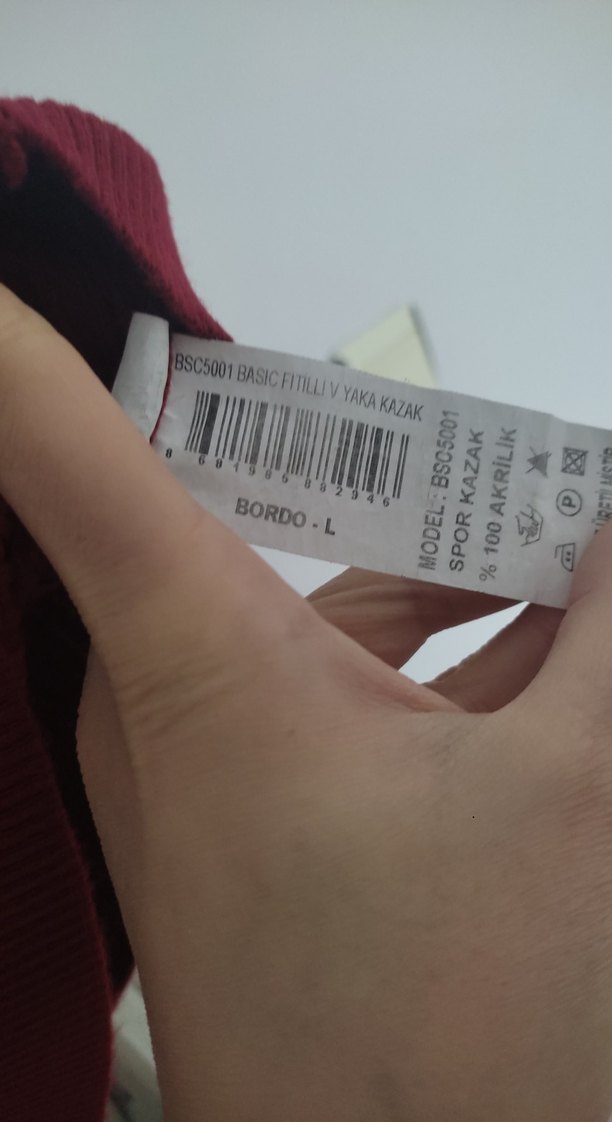 BSC5001 BASIC FITILLI V YAKA KAZAK
8 681985 882946
BORDO - L
MODEL : BSC5001
SPOR KAZAK
% 100 AKRİLİK
P